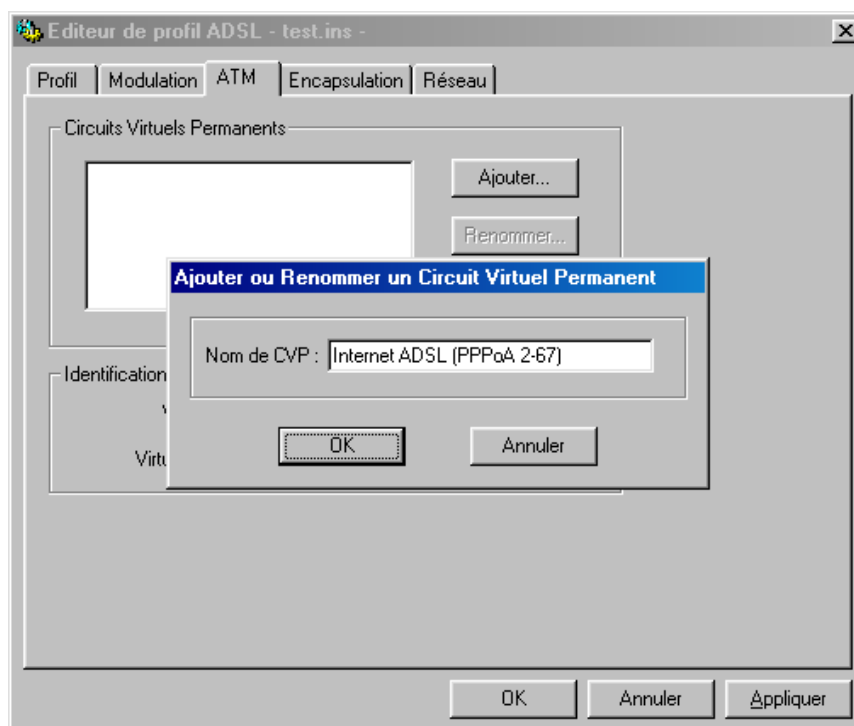 Editeur de profil ADSL - test.ins -
Profil Modulation ATM Encapsulation Réseau
Circuits Virtuels Permanents
Ajouter...
Renommer...
Ajouter ou Renommer un Circuit Virtuel Permanent
Nom de CVP : Internet ADSL (PPPoA 2-67)
OK Annuler
Identification
Virtu
OK Annuler Appliquer